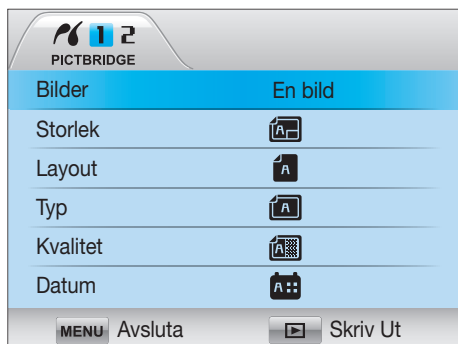 1 2
PICTBRIDGE
Bilder En bild
Storlek A
Layout A
Typ A
Kvalitet A
Datum A
MENU Avsluta Skriv Ut